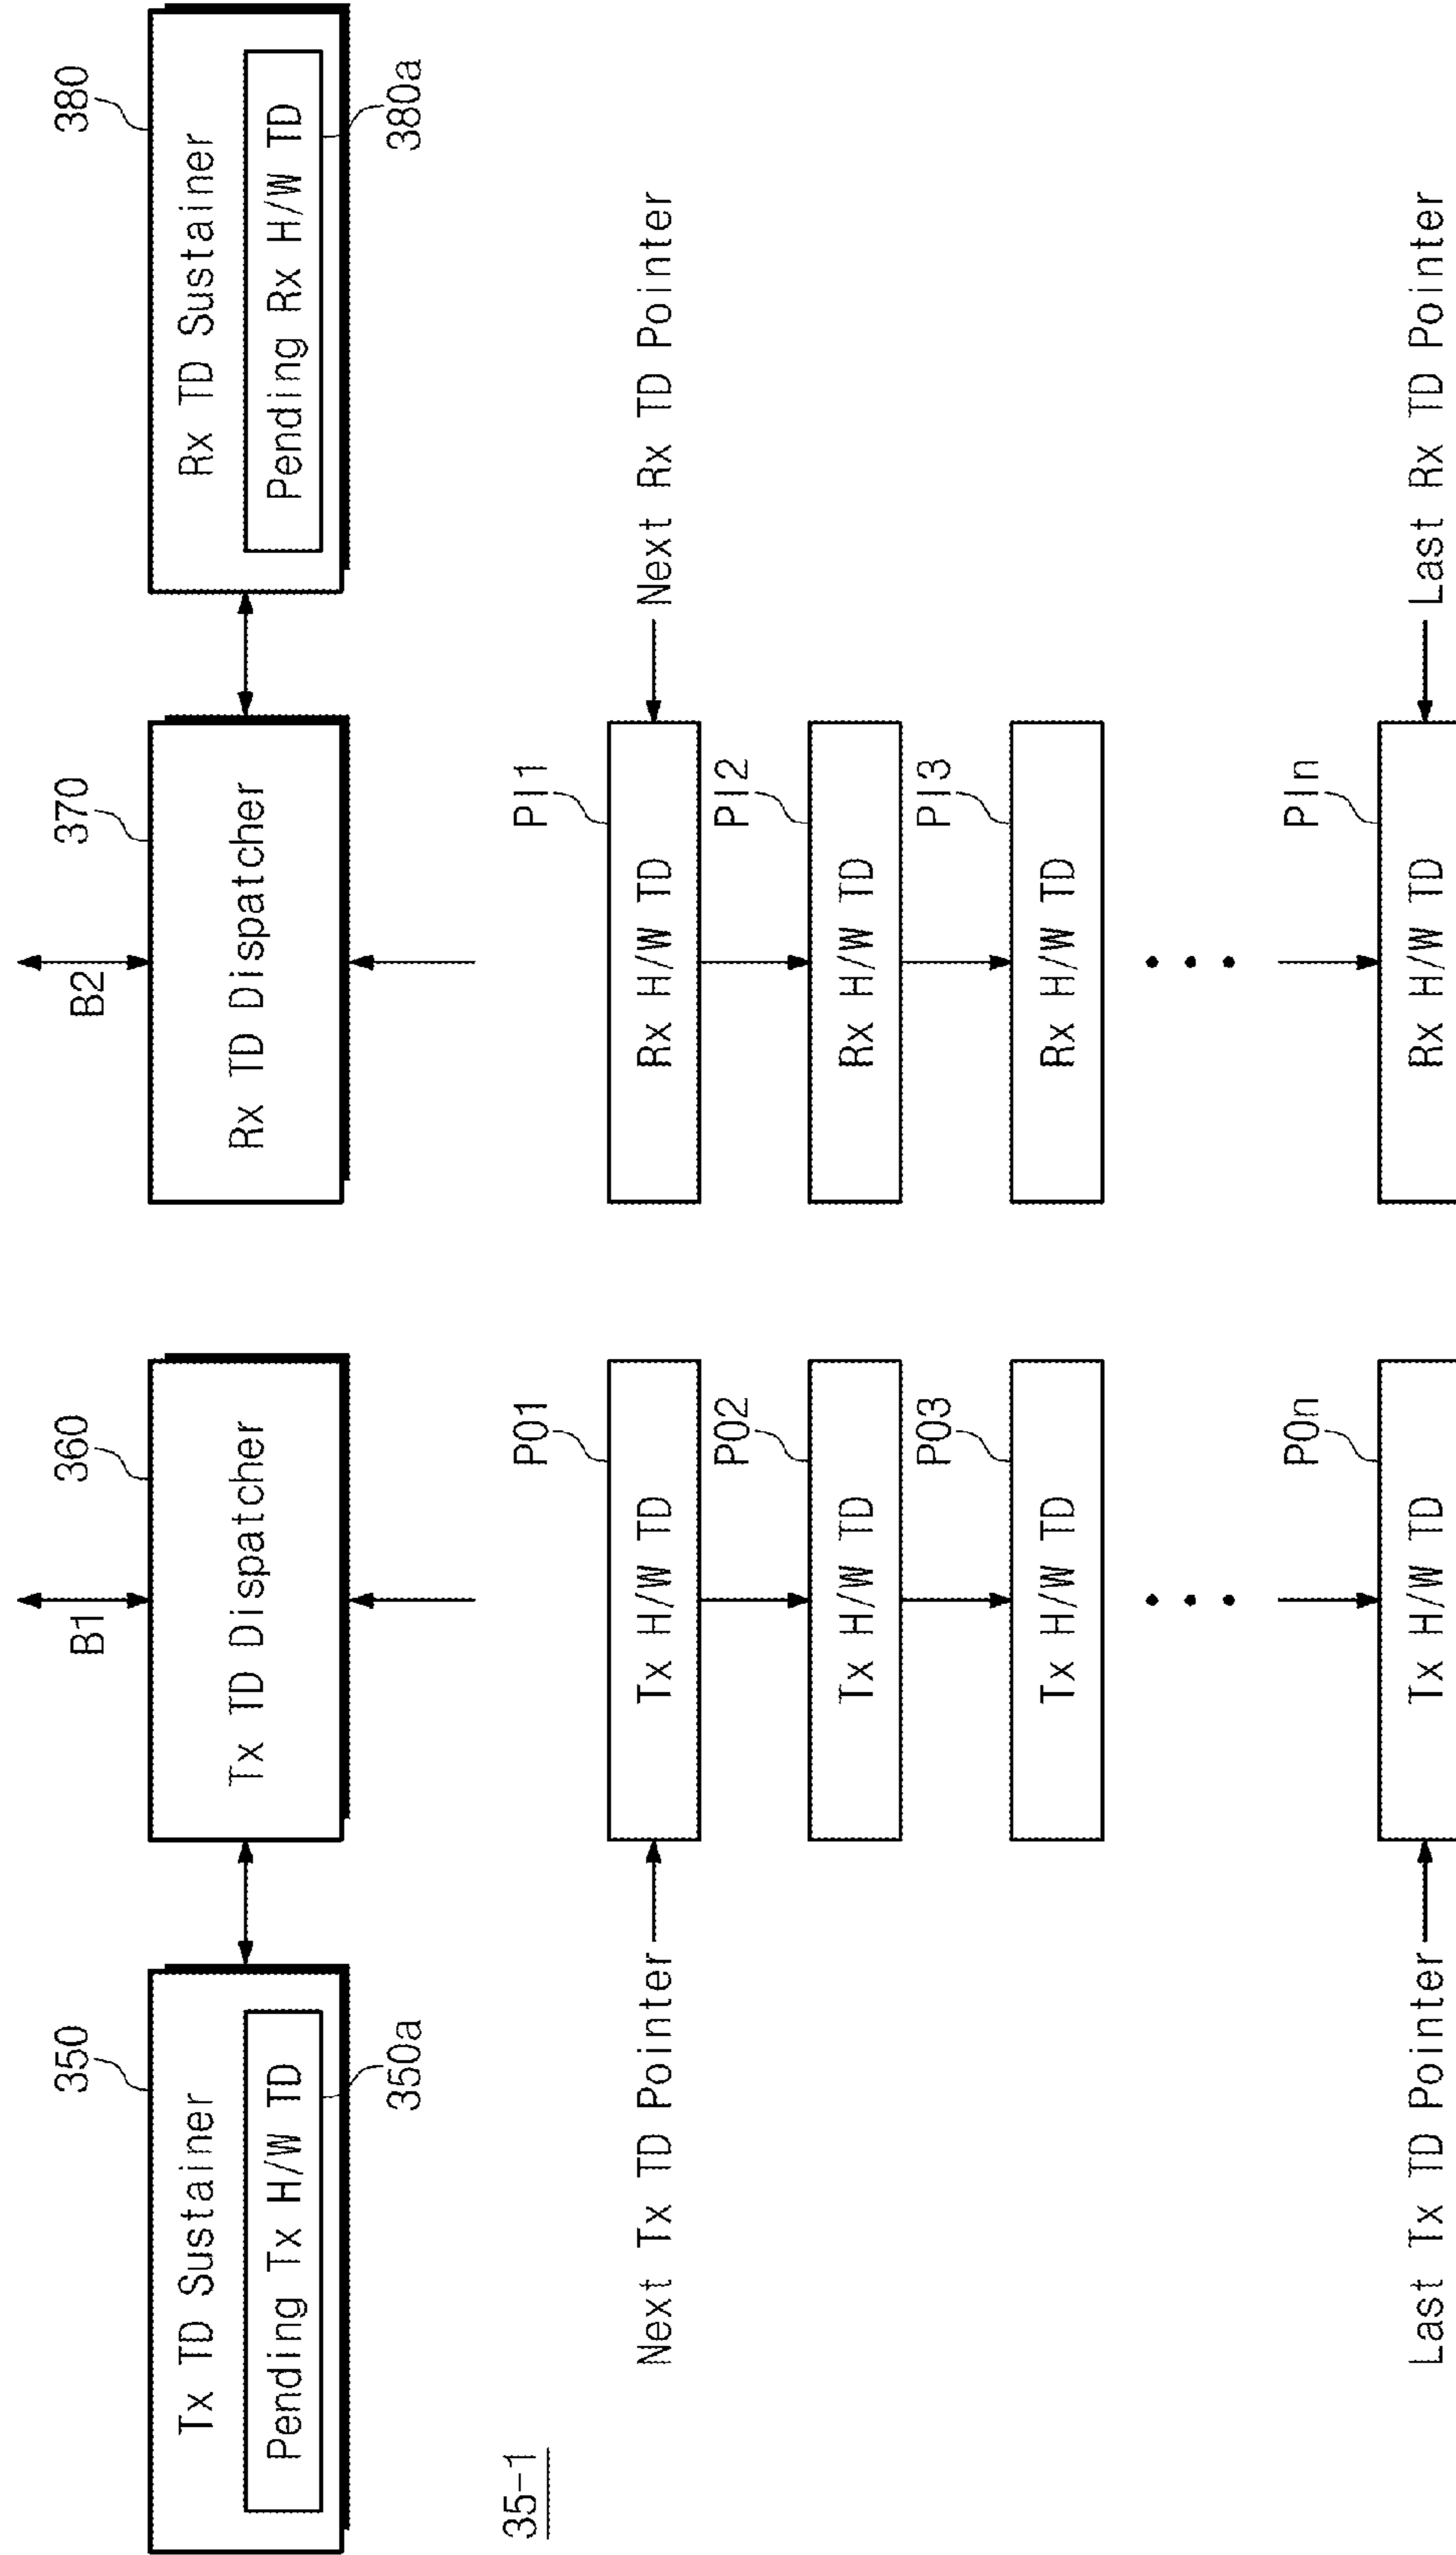 350
Tx TD Sustainer
Pending Tx H/W TD
350a
B1
360
Tx TD Dispatcher
B2
370
Rx TD Dispatcher
380
Rx TD Sustainer
Pending Rx H/W TD
380a
35-1
P01
Next Tx TD Pointer
Tx H/W TD
PI1
Rx H/W TD
Next Rx TD Pointer
P02
Tx H/W TD
PI2
Rx H/W TD
P03
Tx H/W TD
PI3
Rx H/W TD
P0n
Last Tx TD Pointer
Tx H/W TD
PIn
Rx H/W TD
Last Rx TD Pointer